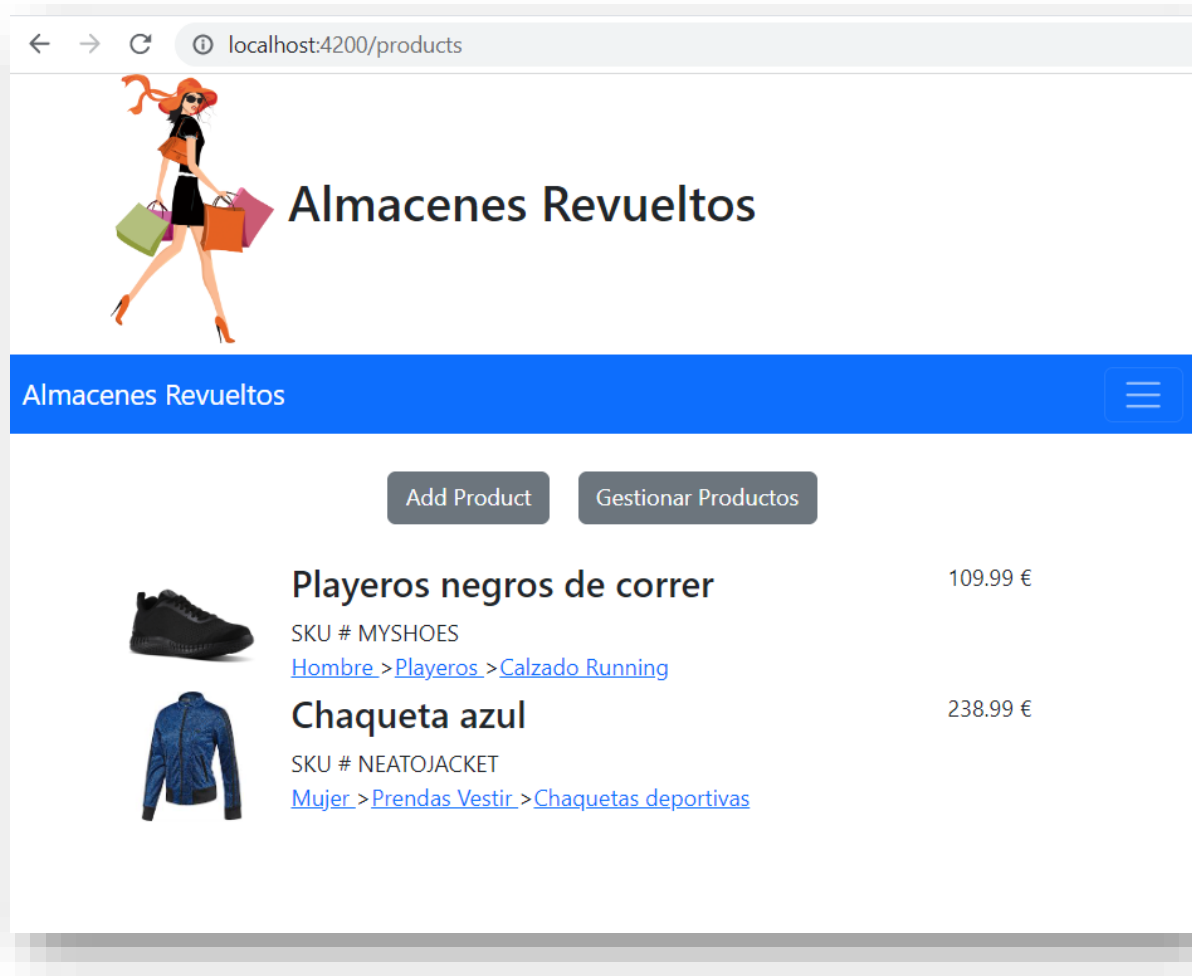 localhost:4200/products
Almacenes Revueltos
Almacenes Revueltos
Add Product
Gestionar Productos
Playeros negros de correr
109.99 €
SKU # MYSHOES
Hombre >Playeros >Calzado Running
Chaqueta azul
238.99 €
SKU # NEATOJACKET
Mujer >Prendas Vestir >Chaquetas deportivas